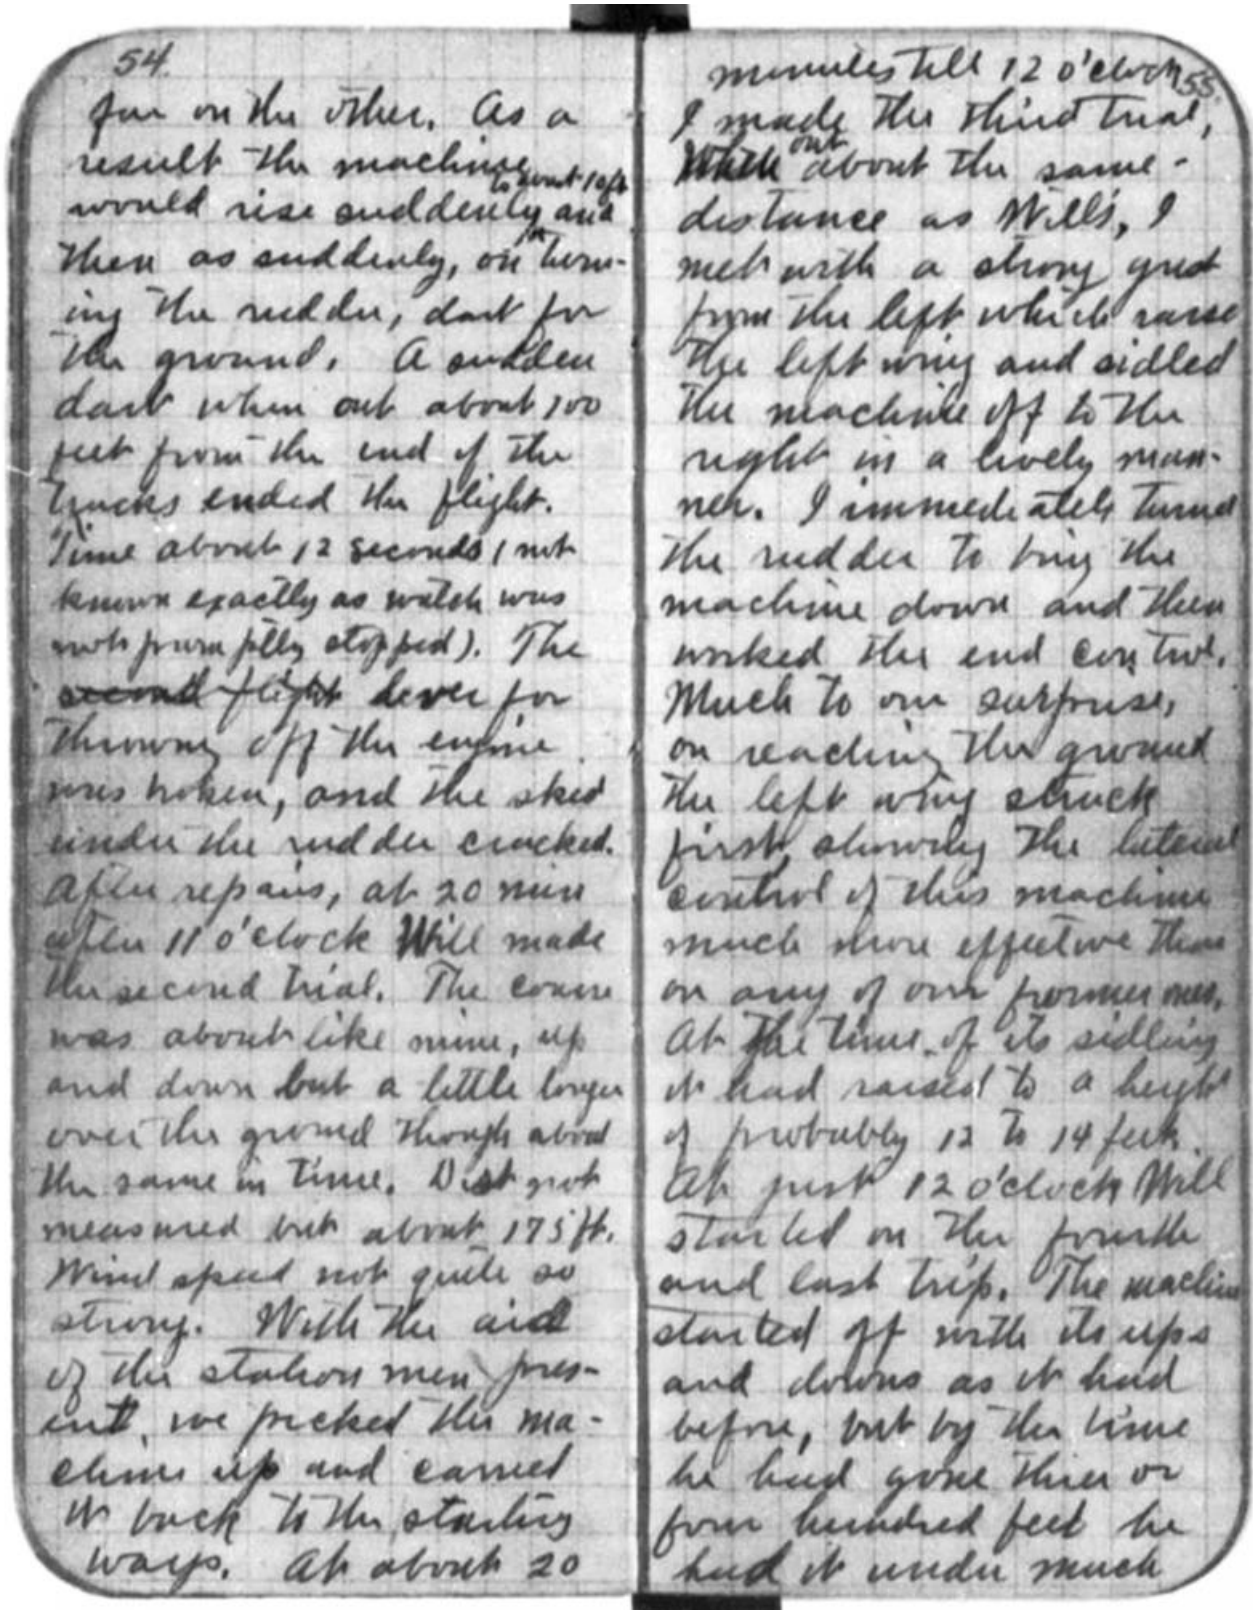 54.
far on the other. As a
result the machine
to about 10 ft.
would rise suddenly and
then as suddenly, on turn-
ing the rudder, dart for
the ground. A sudden
dart when out about 100
feet from the end of the
tracks ended the flight.
Time about 12 seconds (not
known exactly as watch was
not promptly stopped). The
second flight lever for
throwing off the engine
was broken, and the skid
under the rudder cracked.
After repairs, at 20 min
after 11 o'clock Will made
the second trial. The course
was about like mine, up
and down but a little longer
over the ground though about
the same in time. Dist not
measured but about 175 ft.
Wind speed not quite so
strong. With the aid
of the station men pres-
ent, we picked the ma-
chine up and carried
it back to the starting
ways. At about 20
55.
minutes till 12 o'clock
I made the third trial,
out
When about the same-
distance as Will's, I
met with a strong gust
from the left which raise
the left wing and sidled
the machine off to the
right in a lively man-
ner. I immediately turned
the rudder to bring the
machine down and then
worked the end control.
Much to our surprise,
on reaching the ground
the left wing struck
first, showing the lateral
control of this machine
much more effective than
on any of our former ones.
At the time of its sidling
it had raised to a height
of probably 12 to 14 feet.
At just 12 o'clock Will
started on the fourth
and last trip. The machine
started off with its ups
and downs as it had
before, but by the time
he had gone three or
four hundred feet he
had it under much